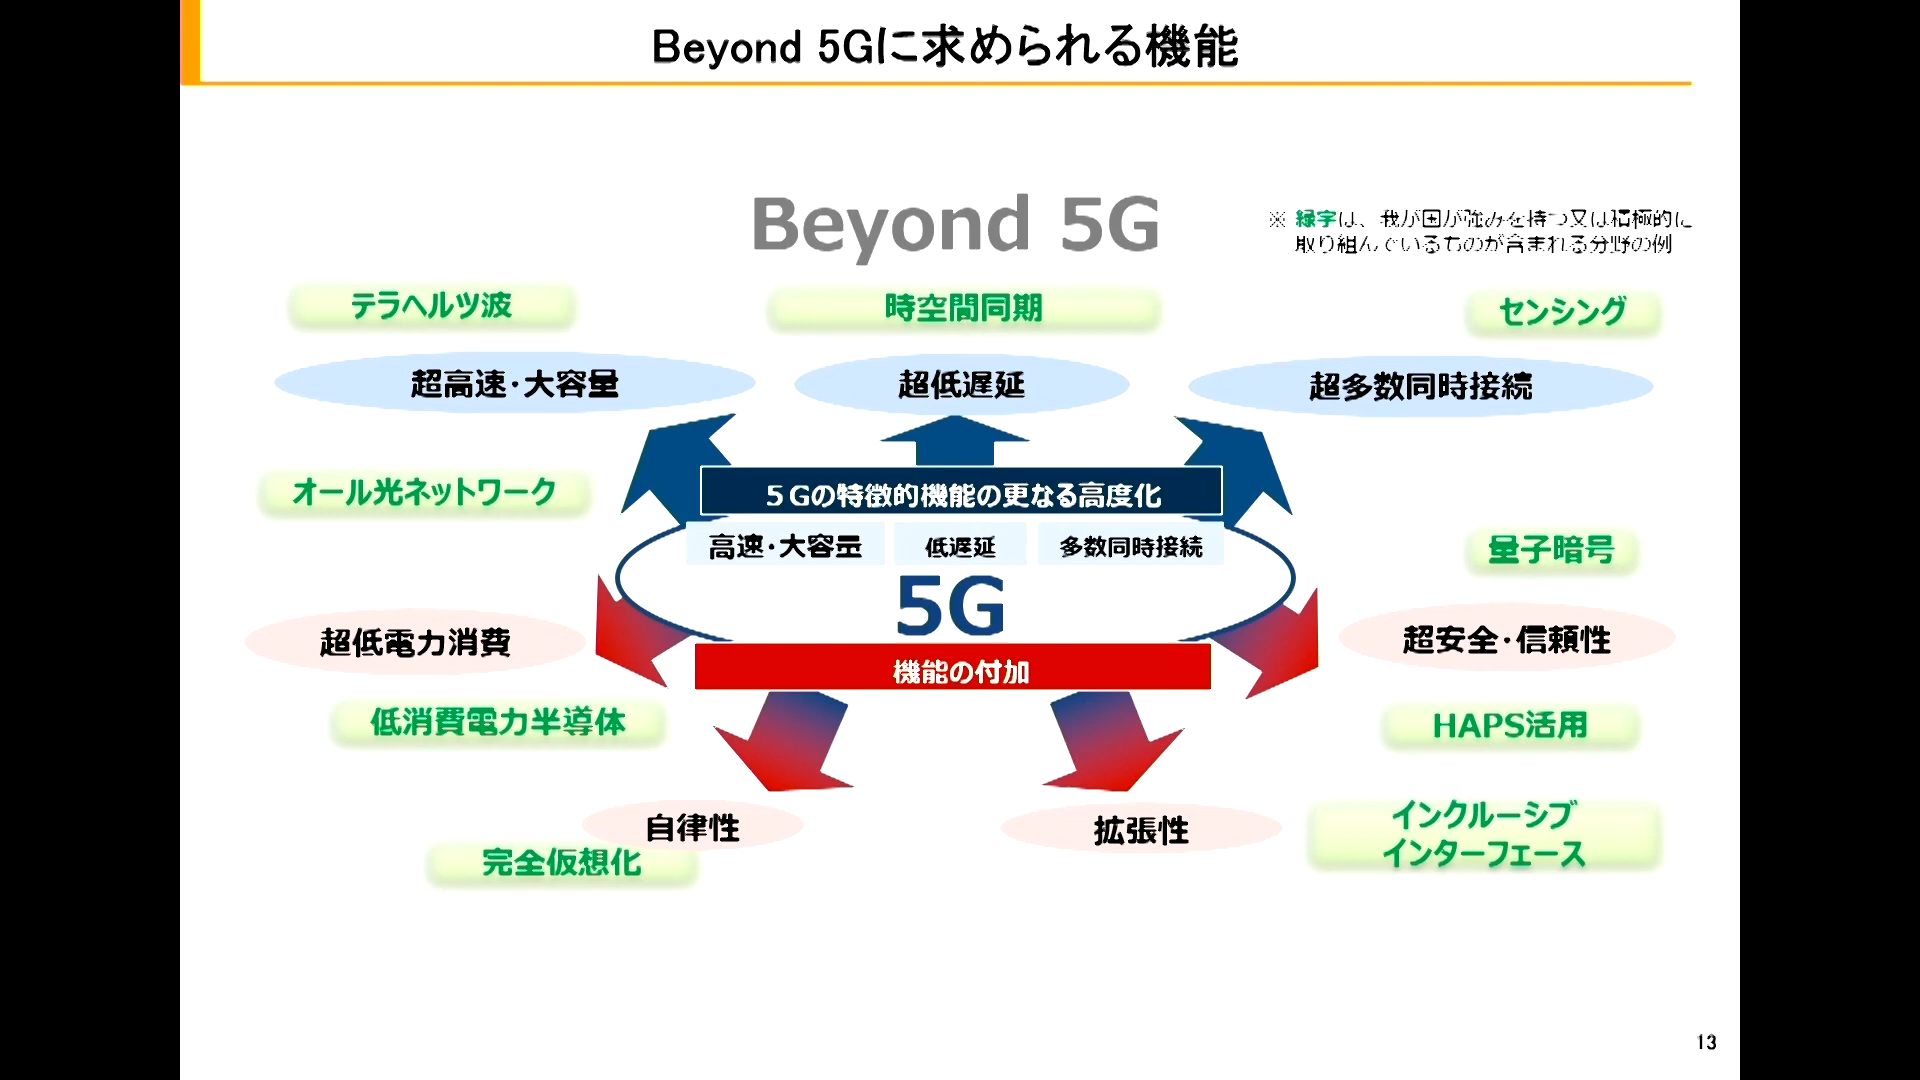 Beyond 5Gに求められる機能
Beyond 5G
※ 緑字は、我が国が強みを持つ又は積極的に
取り組んでいるものが含まれる分野の例
テラヘルツ波
時空間同期
センシング
超高速・大容量
超低遅延
超多数同時接続
オール光ネットワーク
５Gの特徴的機能の更なる高度化
高速・大容量
低遅延
多数同時接続
量子暗号
5G
超低電力消費
超安全・信頼性
機能の付加
低消費電力半導体
HAPS活用
自律性
拡張性
インクルーシブ
インターフェース
完全仮想化
13